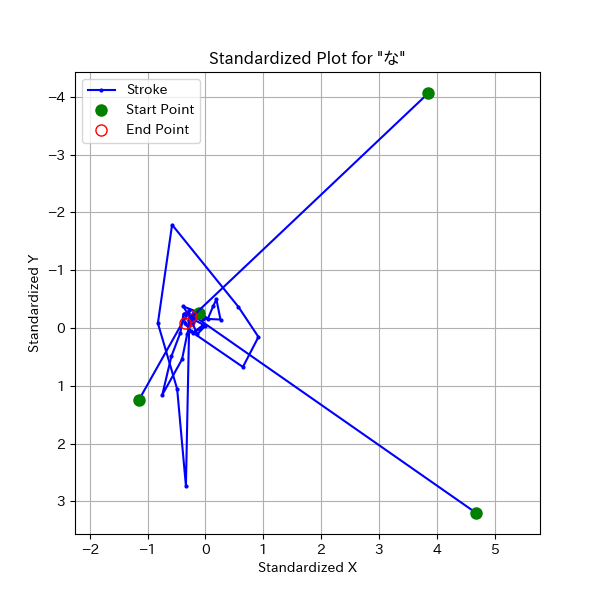 Standardized Plot for "な"
Stroke
Start Point
End Point
−4
−3
−2
−1
0
1
2
3
Standardized Y
−2 −1 0 1 2 3 4 5
Standardized X